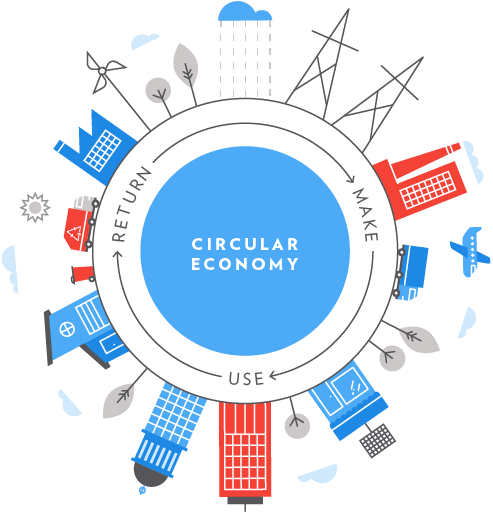 CIRCULAR
ECONOMY
MAKE
USE
RETURN